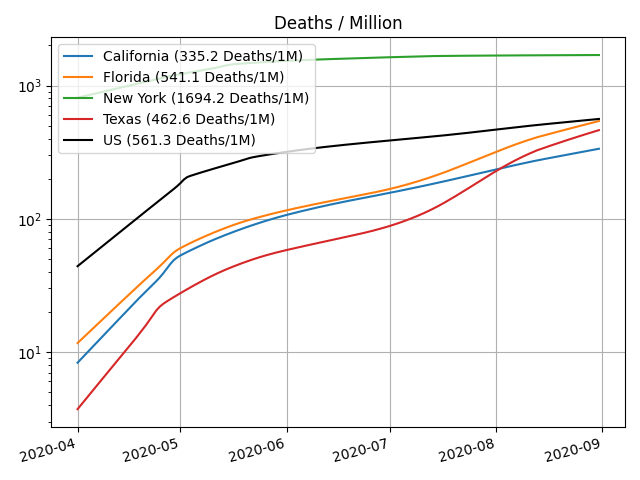 Deaths / Million
California (335.2 Deaths/1M)
Florida (541.1 Deaths/1M)
New York (1694.2 Deaths/1M)
Texas (462.6 Deaths/1M)
US (561.3 Deaths/1M)
10³
10²
10¹
2020-04
2020-05
2020-06
2020-07
2020-08
2020-09